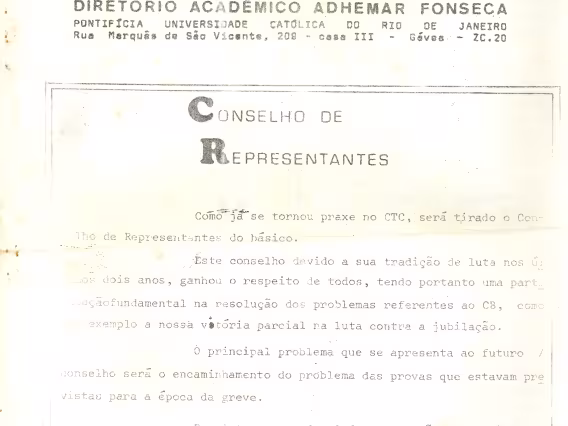 DIRETÓRIO ACADÊMICO ADHEMAR FONSECA
PONTIFÍCIA UNIVERSIDADE CATÓLICA DO RIO DE JANEIRO
Rua Marquês de São Vicente, 209 - casa III - Gávea - ZC.20
CONSELHO DE
REPRESENTANTES
Como já se tornou praxe no CTC, será tirado o Con-
lho de Representantes do básico.
Este conselho devido a sua tradição de luta nos úl
mos dois anos, ganhou o respeito de todos, tendo portanto uma part
fundamental na resolução dos problemas referentes ao CB, como
exemplo a nossa vitória parcial na luta contra a jubilação.
O principal problema que se apresenta ao futuro /
conselho será o encaminhamento do problema das provas que estavam pre
vistas para a época da greve.